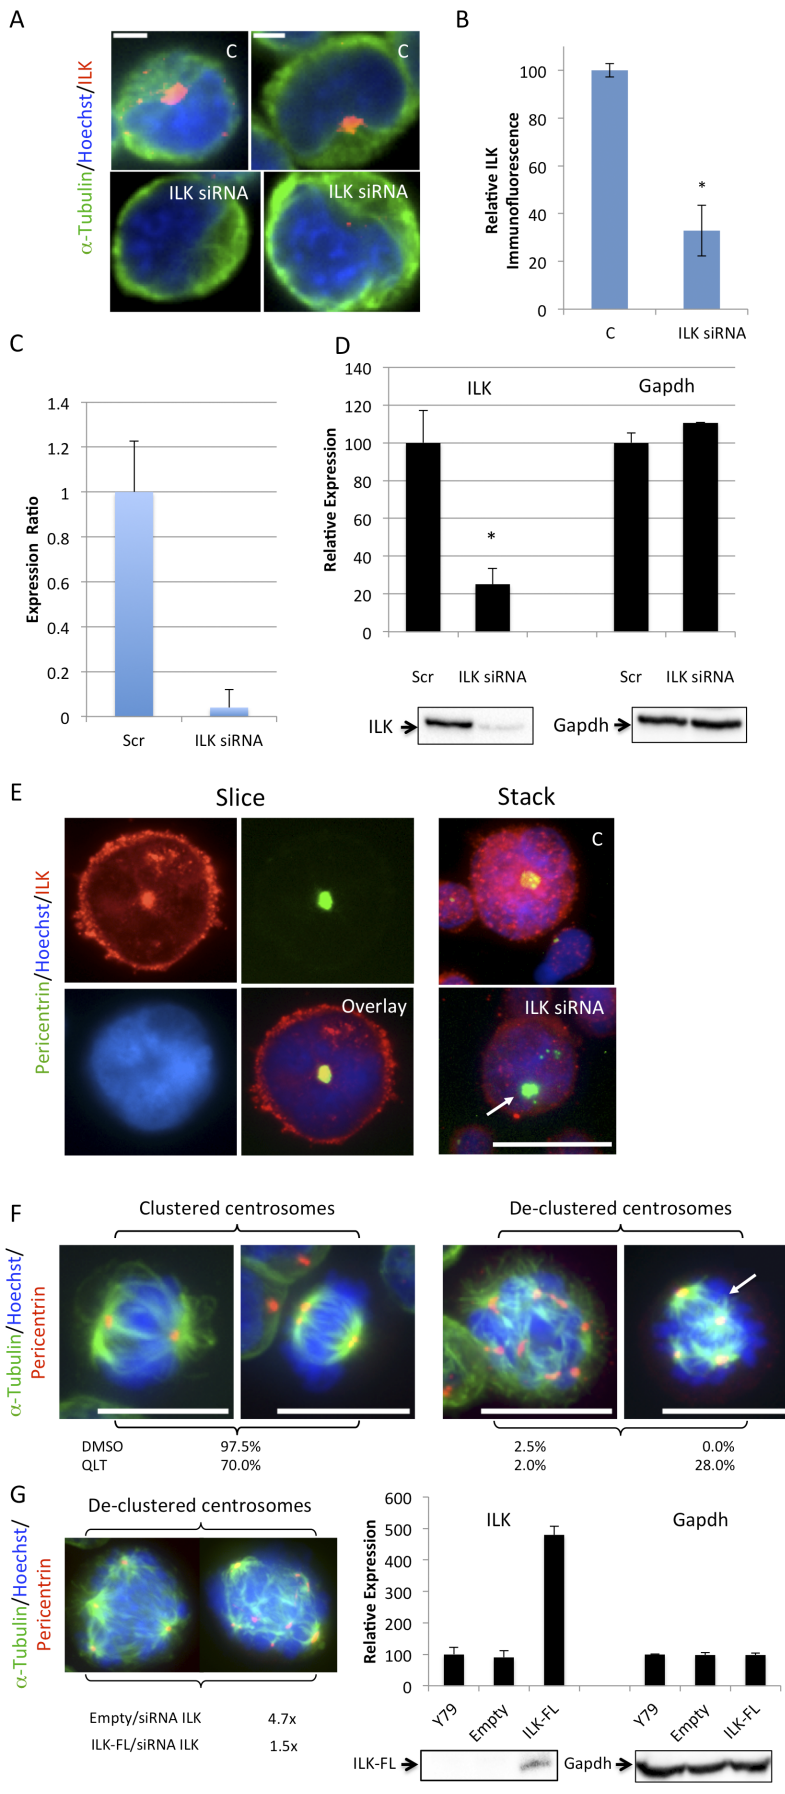 A
α-Tubulin/Hoechst/ILK
C
C
ILK siRNA
ILK siRNA
B
Relative ILK
Immunofluorescence
100
80
60
40
20
0
*
C
ILK siRNA
C
Expression Ratio
1.4
1.2
1
0.8
0.6
0.4
0.2
0
Scr
ILK siRNA
D
Relative Expression
140
120
100
80
60
40
20
0
ILK
Gapdh
*
Scr
ILK siRNA
Scr
ILK siRNA
ILK
Gapdh
E
Slice
Stack
Pericentrin/Hoechst/ILK
C
Overlay
ILK siRNA
F
Clustered centrosomes
De-clustered centrosomes
α-Tubulin/Hoechst/
Pericentrin
DMSO 97.5% 2.5% 0.0%
QLT 70.0% 2.0% 28.0%
G
De-clustered centrosomes
α-Tubulin/Hoechst/
Pericentrin
Empty/siRNA ILK 4.7x
ILK-FL/siRNA ILK 1.5x
Relative Expression
600
500
400
300
200
100
0
ILK
Gapdh
Y79
Empty
ILK-FL
Y79
Empty
ILK-FL
ILK-FL
Gapdh